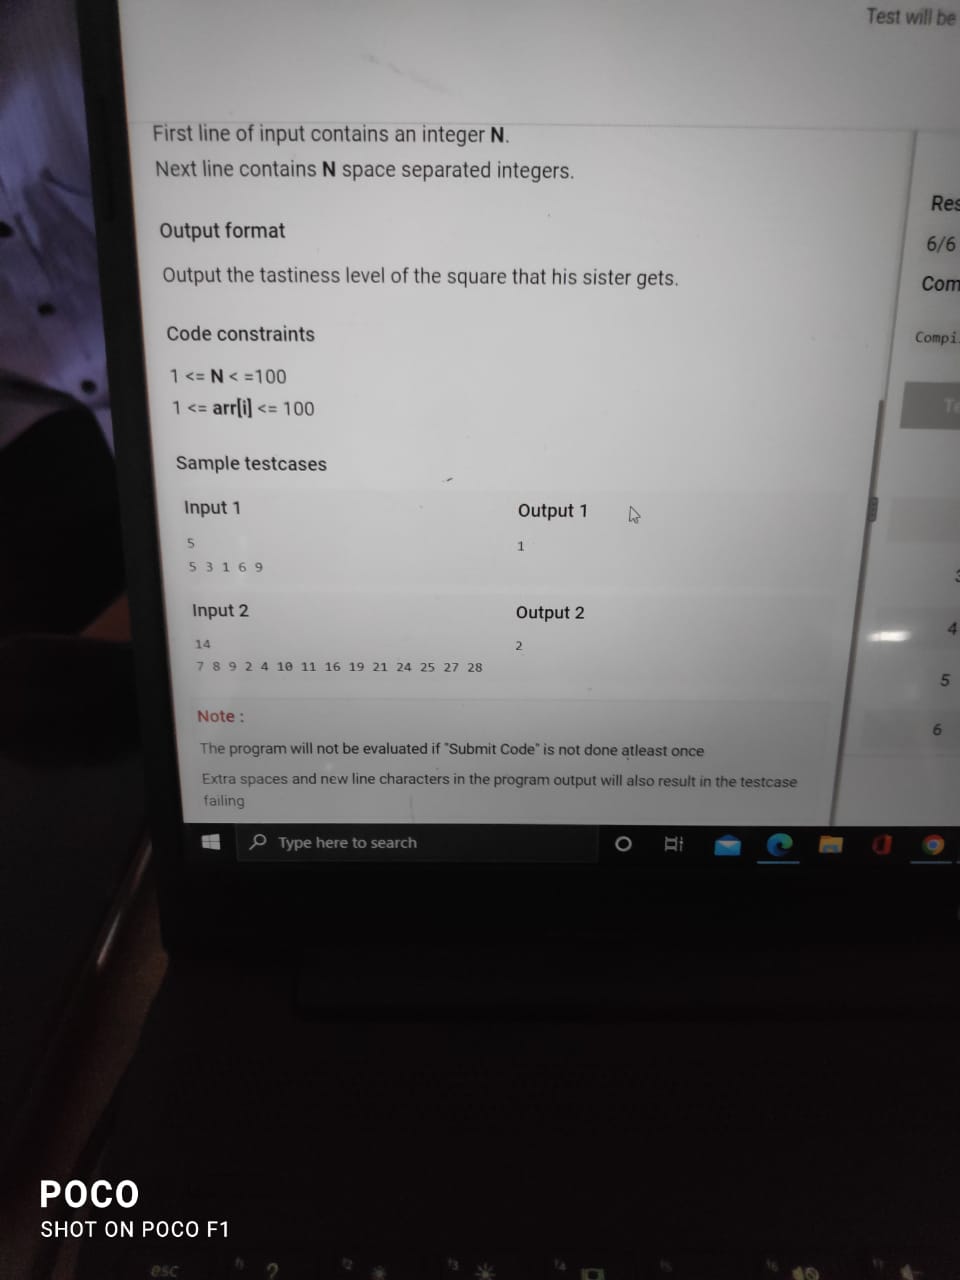 Test will be
First line of input contains an integer N.
Next line contains N space separated integers.
Output format
Output the tastiness level of the square that his sister gets.
Code constraints
1 <= N < =100
1 <= arr[i] <= 100
Sample testcases
Input 1
Output 1
5
1
5 3 1 6 9
Input 2
Output 2
14
2
7 8 9 2 4 10 11 16 19 21 24 25 27 28
Note :
The program will not be evaluated if "Submit Code" is not done atleast once
Extra spaces and new line characters in the program output will also result in the testcase
failing
Res
6/6
Com
Compi
Te
4
5
6
Type here to search
POCO
SHOT ON POCO F1
esc